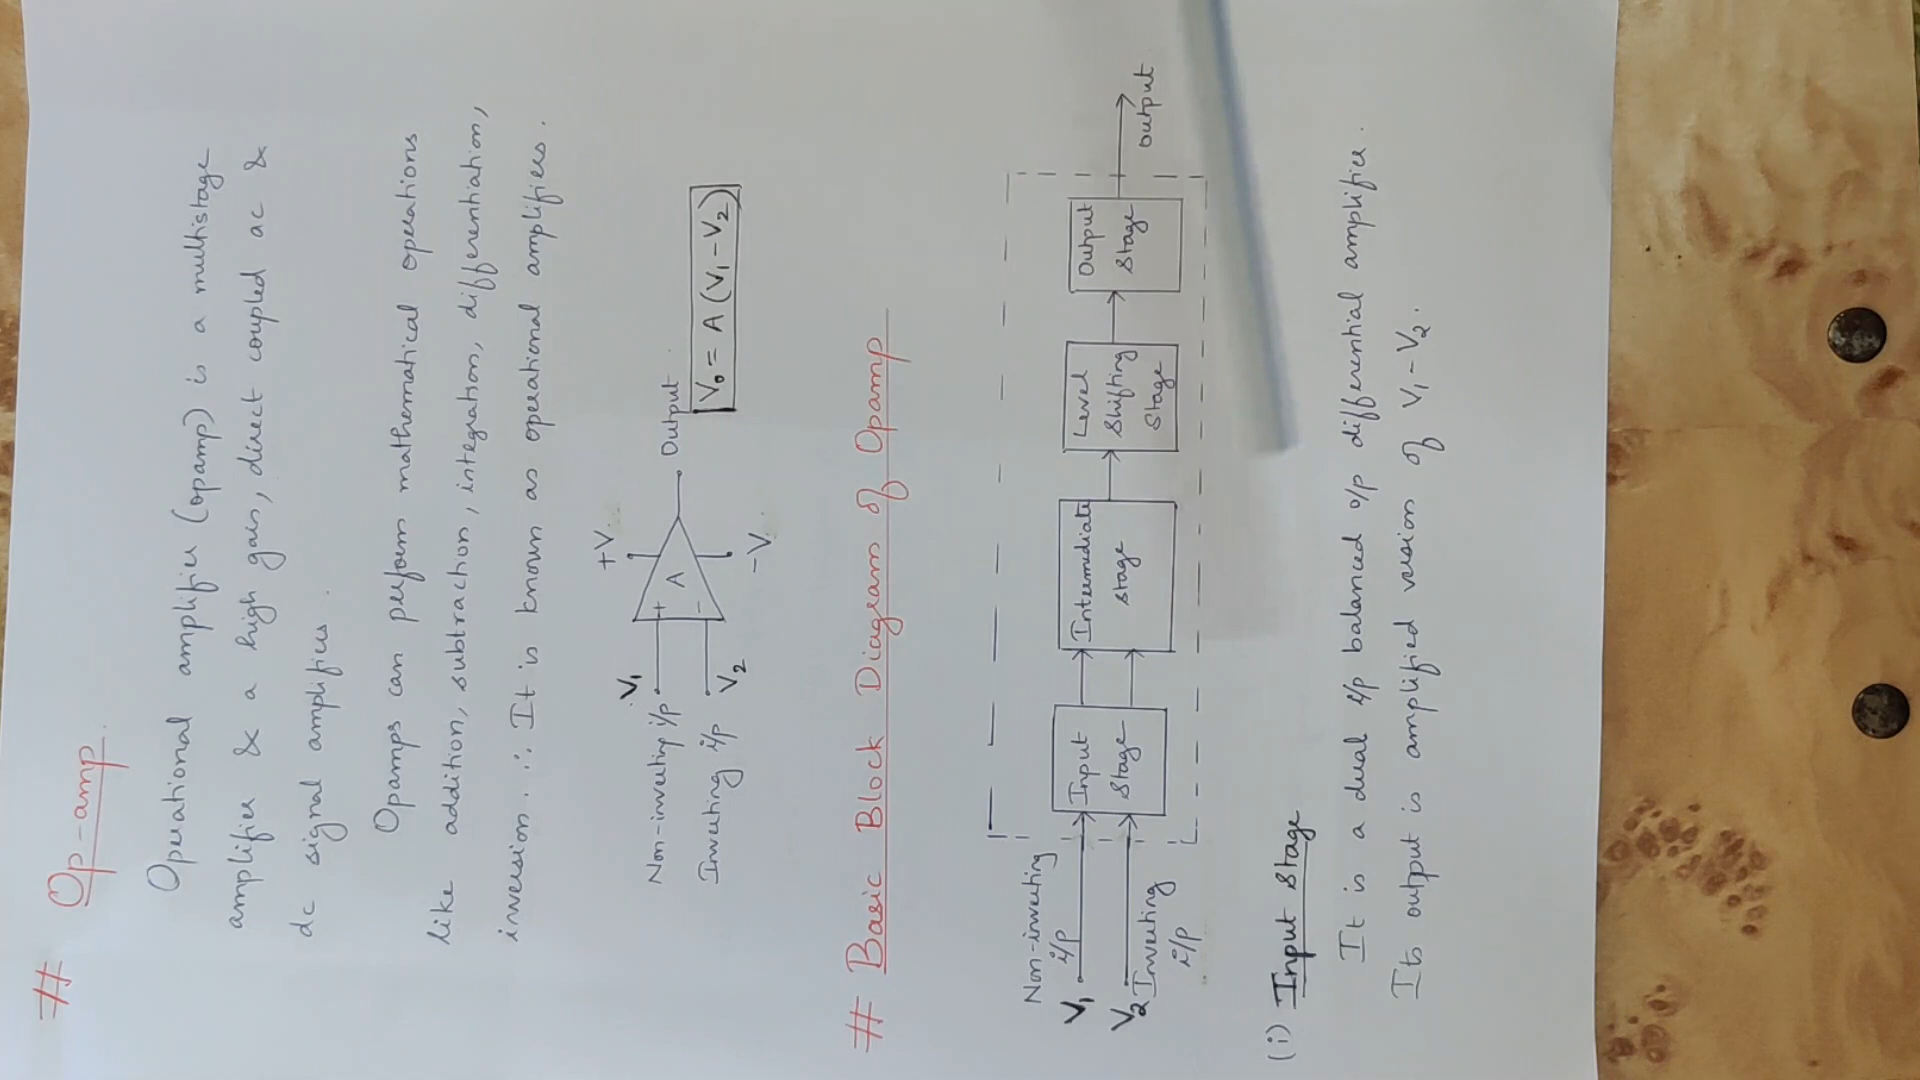 # Op-amp.
Operational amplifier (opamp) is a multistage
amplifier & a high gain, direct coupled ac &
dc signal amplifier.
Opamps can perform mathematical operations
like addition, subtraction, integration, differentiation,
inversion. ∴ It is known as operational amplifier.
+V
V1
Non-inverting i/p
+
A
Output
-
Inverting i/p
V2
-V
Vo = A (V1 - V2)
# Basic Block Diagram of Opamp
Non-inverting
i/p
V1
V2
Inverting
i/p
Input
Stage
Intermediate
Stage
Level
Shifting
Stage
Output
Stage
Output
(i) Input Stage
It is a dual i/p balanced o/p differential amplifier.
Its output is amplified version of V1 - V2.